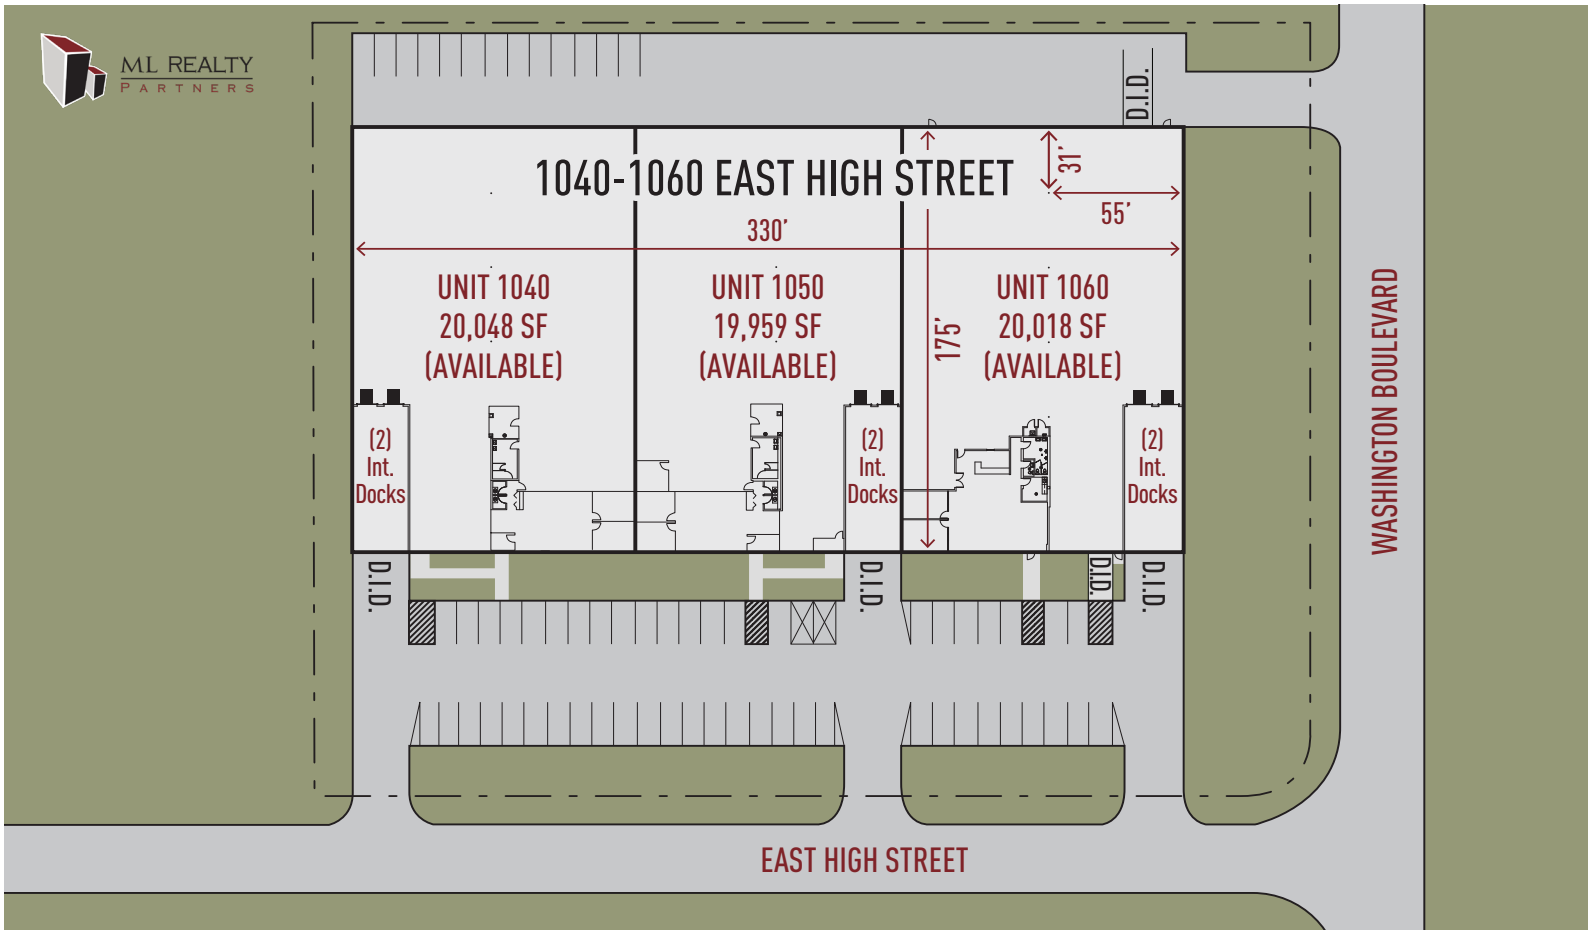 ML REALTY
PARTNERS
D.I.D.
1040-1060 EAST HIGH STREET
31'
55'
330'
175'
UNIT 1040
20,048 SF
(AVAILABLE)
UNIT 1050
19,959 SF
(AVAILABLE)
UNIT 1060
20,018 SF
(AVAILABLE)
(2)
Int.
Docks
(2)
Int.
Docks
(2)
Int.
Docks
D.I.D.
D.I.D.
D.I.D.
D.I.D.
WASHINGTON BOULEVARD
EAST HIGH STREET